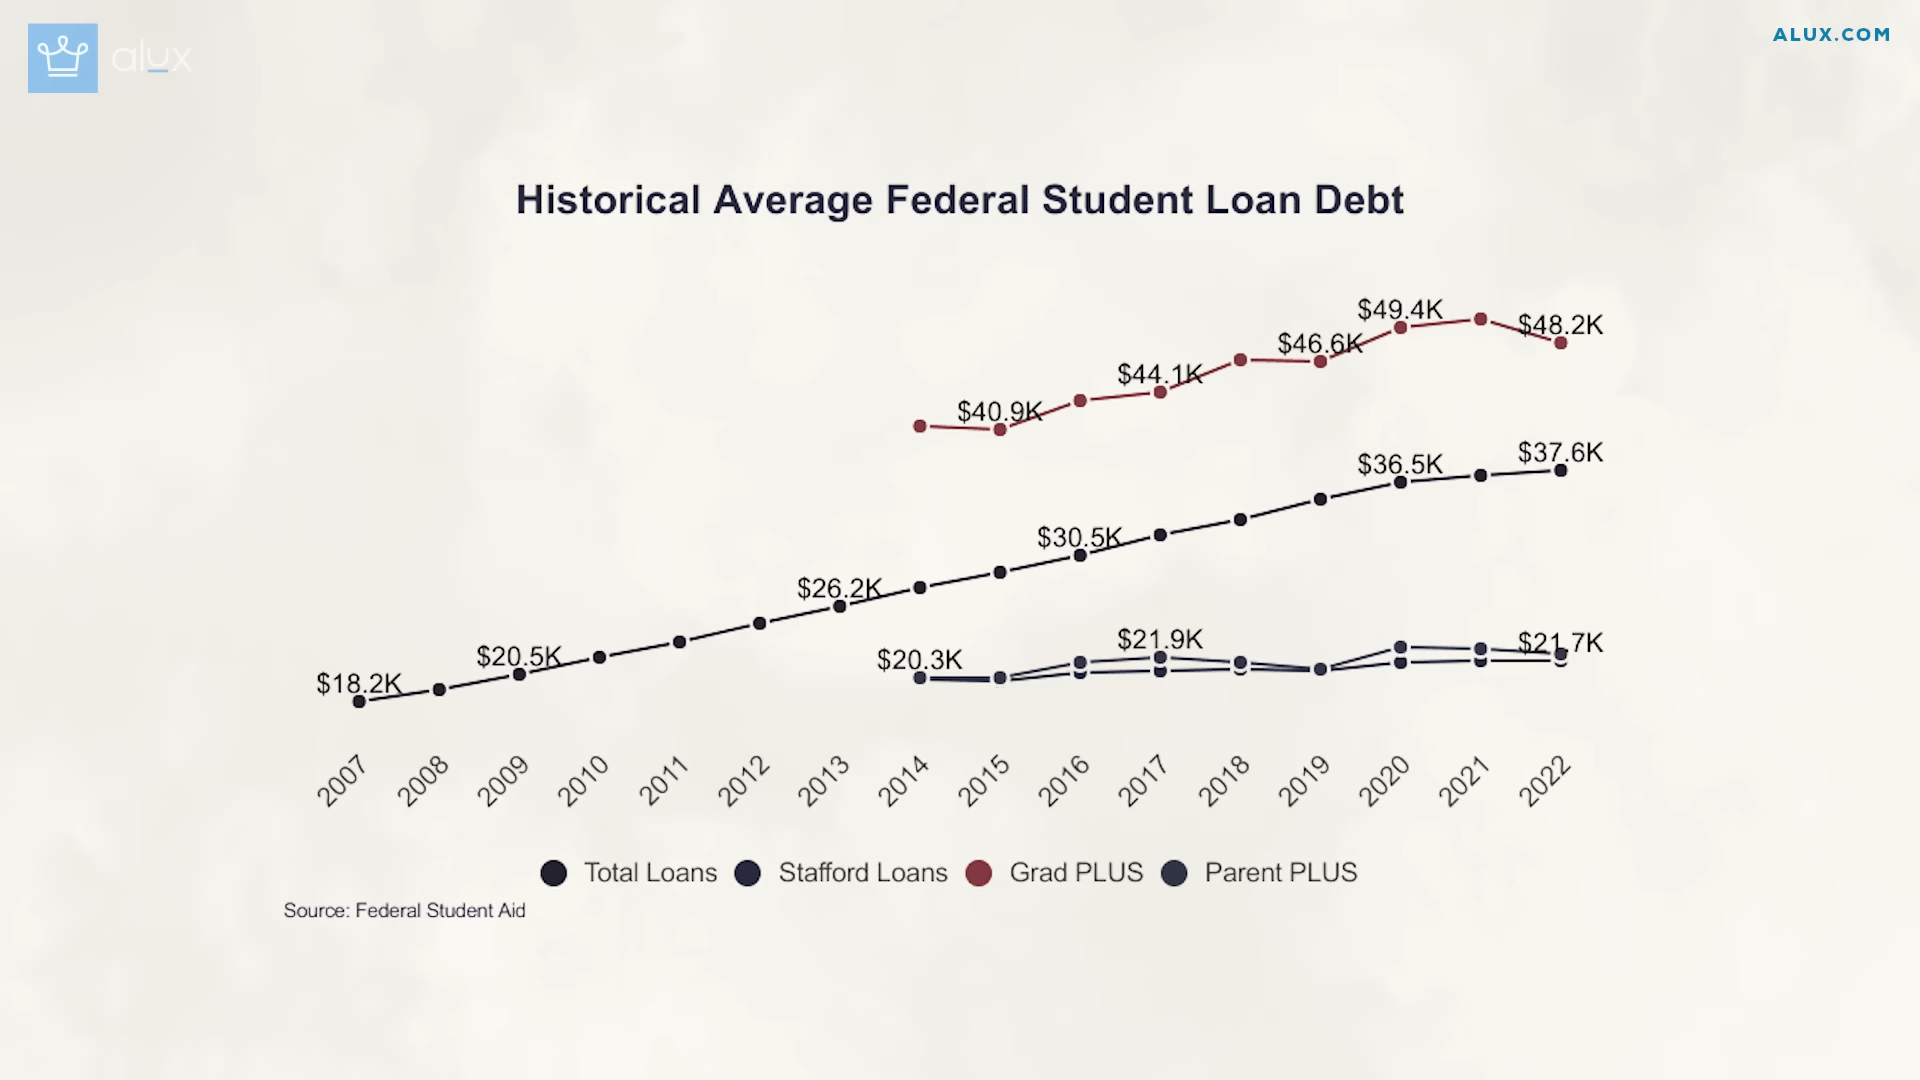 alux
ALUX.COM
Historical Average Federal Student Loan Debt
$49.4K
$48.2K
$46.6K
$44.1K
$40.9K
$37.6K
$36.5K
$30.5K
$26.2K
$21.9K
$21.7K
$20.5K
$20.3K
$18.2K
2007 2008 2009 2010 2011 2012 2013 2014 2015 2016 2017 2018 2019 2020 2021 2022
Total Loans Stafford Loans Grad PLUS Parent PLUS
Source: Federal Student Aid